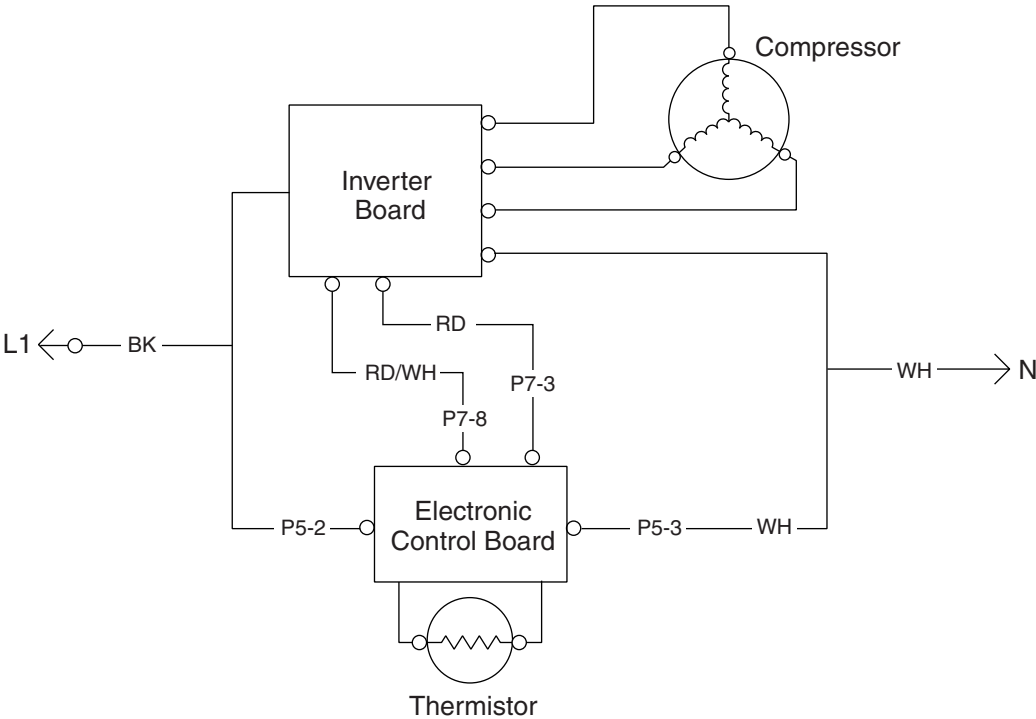 Compressor
Inverter
Board
L1
BK
RD
RD/WH
P7-3
WH
N
P7-8
Electronic
Control Board
P5-2
P5-3
WH
Thermistor